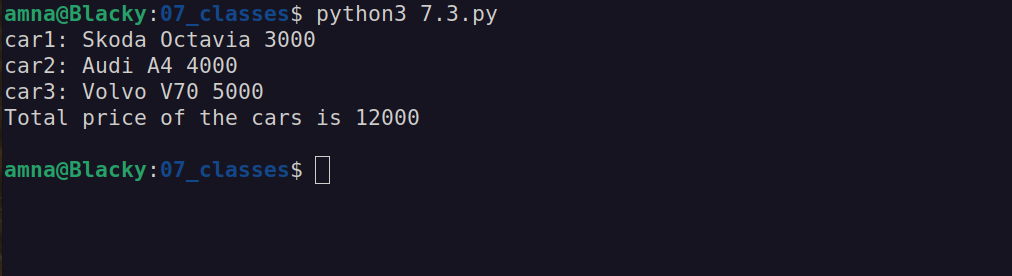 amna@Blacky:07_classes$ python3 7.3.py
car1: Skoda Octavia 3000
car2: Audi A4 4000
car3: Volvo V70 5000
Total price of the cars is 12000
amna@Blacky:07_classes$